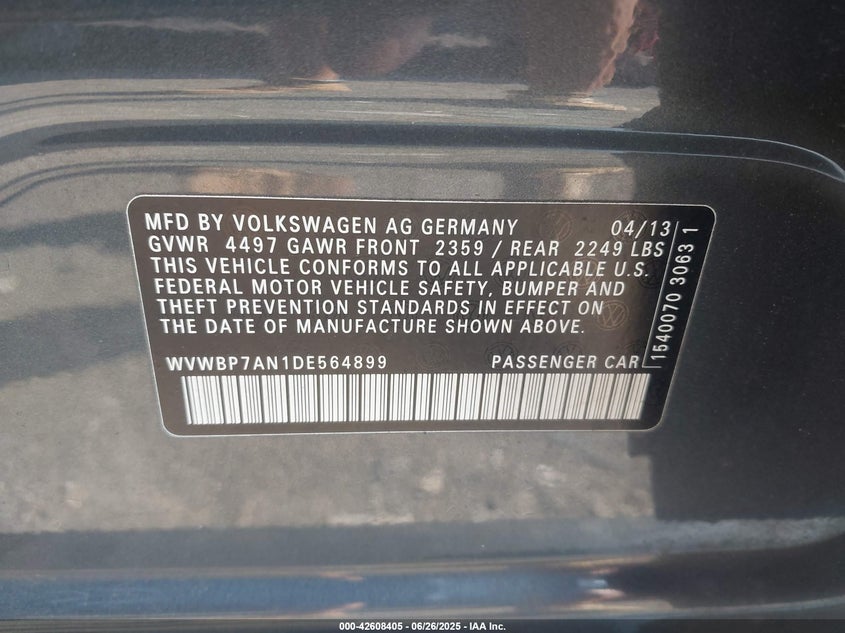 MFD BY VOLKSWAGEN AG GERMANY 04/13
GVWR 4497 GAWR FRONT 2359 / REAR 2249 LBS
THIS VEHICLE CONFORMS TO ALL APPLICABLE U.S.
FEDERAL MOTOR VEHICLE SAFETY, BUMPER AND
THEFT PREVENTION STANDARDS IN EFFECT ON
THE DATE OF MANUFACTURE SHOWN ABOVE.
WVWBP7AN1DE564899 PASSENGER CAR
1540070 3063 1
000-42608405 - 06/26/2025 - IAA Inc.